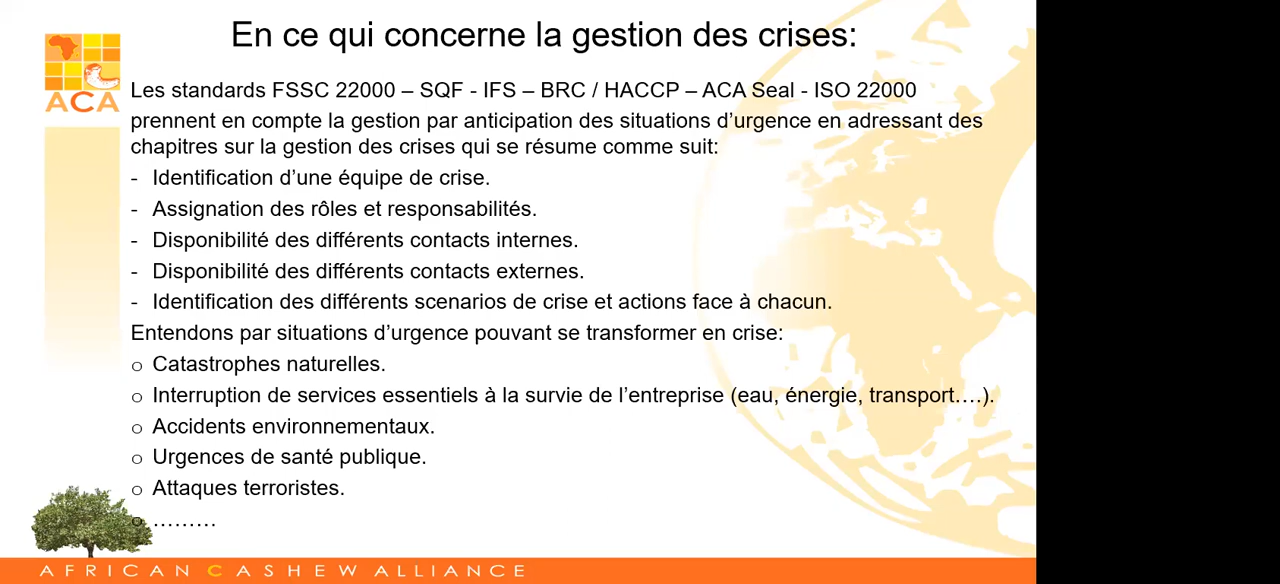 En ce qui concerne la gestion des crises:
ACA
Les standards FSSC 22000 – SQF - IFS – BRC / HACCP – ACA Seal - ISO 22000
prennent en compte la gestion par anticipation des situations d’urgence en adressant des
chapitres sur la gestion des crises qui se résume comme suit:
- Identification d’une équipe de crise.
- Assignation des rôles et responsabilités.
- Disponibilité des différents contacts internes.
- Disponibilité des différents contacts externes.
- Identification des différents scenarios de crise et actions face à chacun.
Entendons par situations d’urgence pouvant se transformer en crise:
o Catastrophes naturelles.
o Interruption de services essentiels à la survie de l’entreprise (eau, énergie, transport….).
o Accidents environnementaux.
o Urgences de santé publique.
o Attaques terroristes.
o ………
AFRICAN CASHEW ALLIANCE